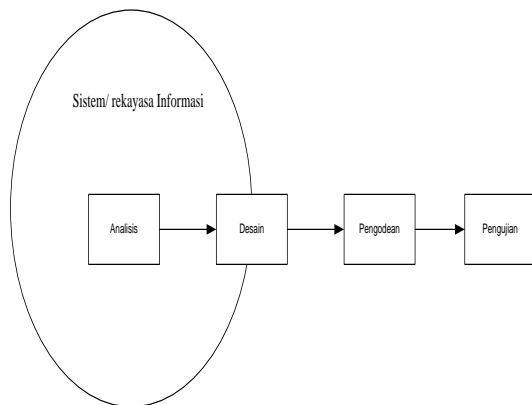 Sistem/ rekayasa Informasi
Analisis
Desain
Pengodean
Pengujian